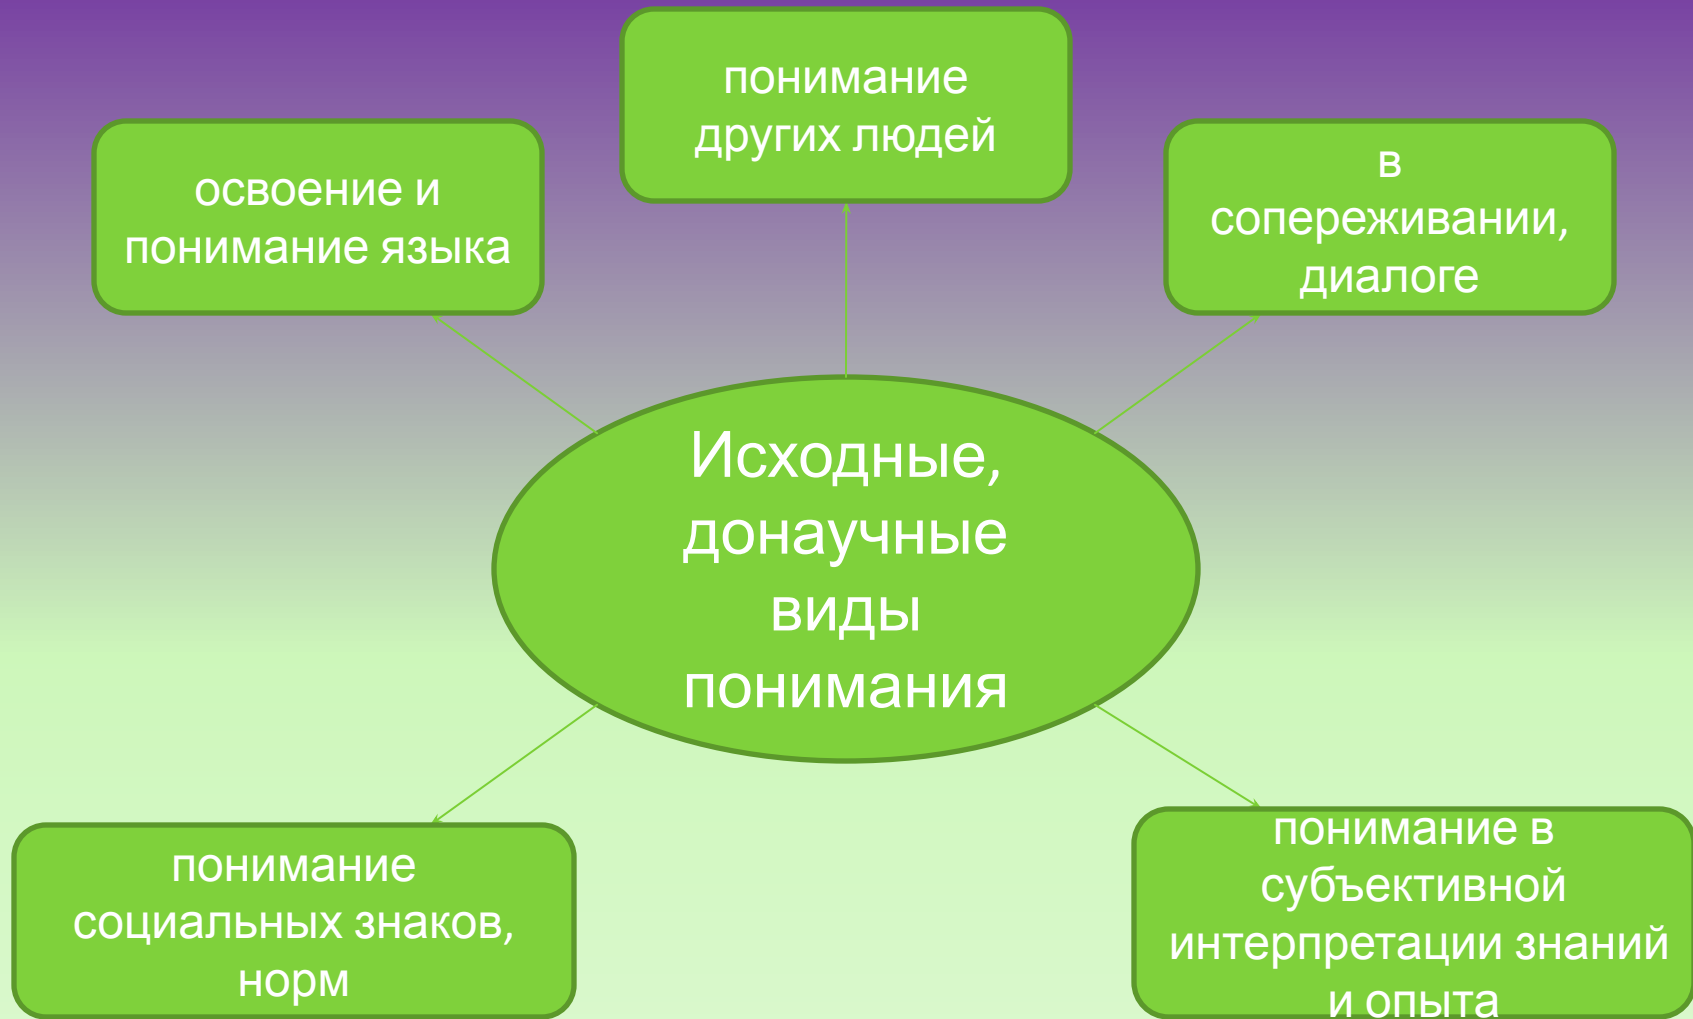 понимание
других людей
освоение и
понимание языка
в
сопереживании,
диалоге
Исходные,
донаучные
виды
понимания
понимание
социальных знаков,
норм
понимание в
субъективной
интерпретации знаний
и опыта